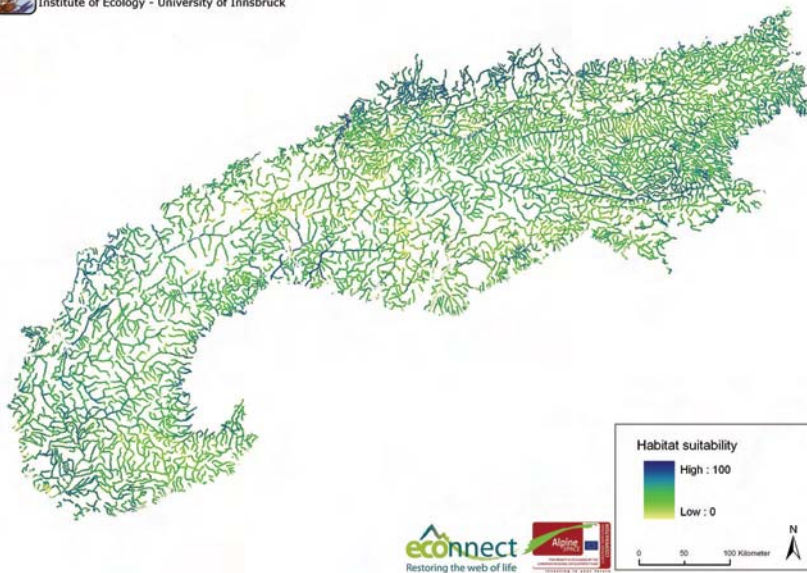 Institute of Ecology - University of Innsbruck
Habitat suitability
High : 100
Low : 0
0 50 100 Kilometer
N
econnect
Restoring the web of life
Alpine
SPACE